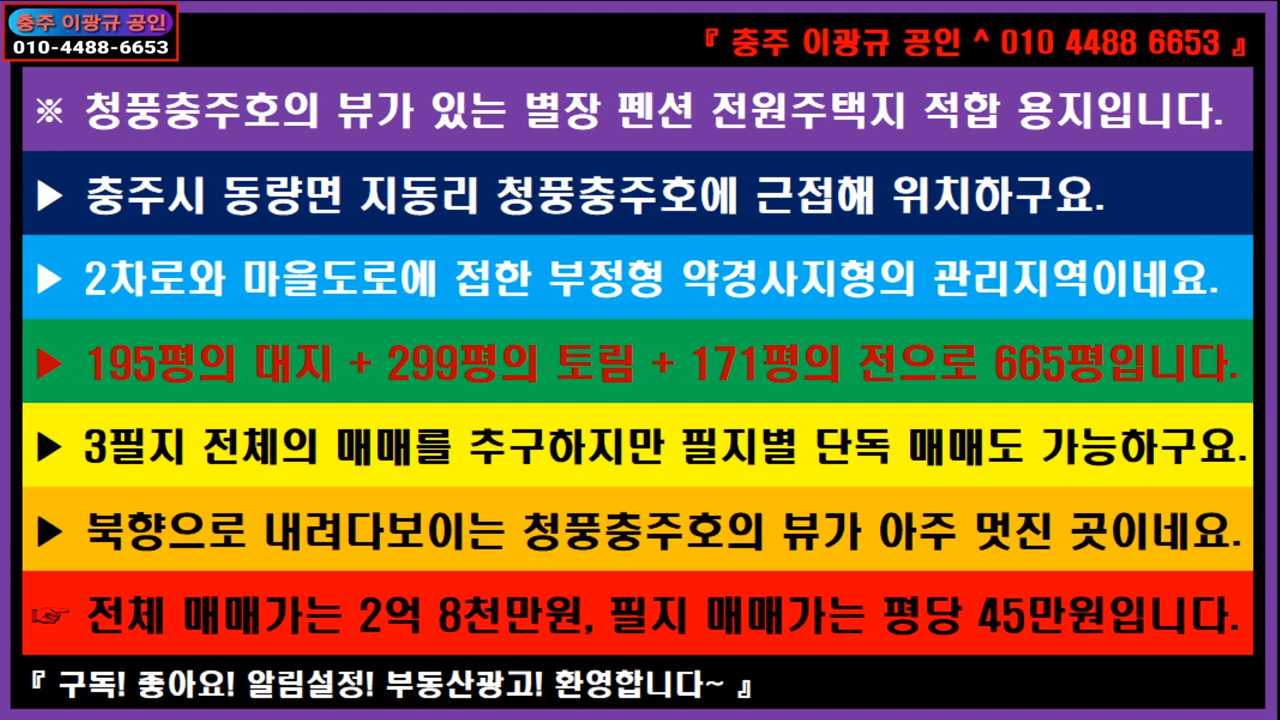 충주 이광규 공인
010-4488-6653
『 충주 이광규 공인 ^ 010 4488 6653 』
※ 청풍충주호의 뷰가 있는 별장 펜션 전원주택지 적합 용지입니다.
▶ 충주시 동량면 지동리 청풍충주호에 근접해 위치하구요.
▶ 2차로와 마을도로에 접한 부정형 약경사지형의 관리지역이네요.
▶ 195평의 대지 + 299평의 토림 + 171평의 전으로 665평입니다.
▶ 3필지 전체의 매매를 추구하지만 필지별 단독 매매도 가능하구요.
▶ 북향으로 내려다보이는 청풍충주호의 뷰가 아주 멋진 곳이네요.
☞ 전체 매매가는 2억 8천만원, 필지 매매가는 평당 45만원입니다.
『 구독! 좋아요! 알림설정! 부동산광고! 환영합니다~ 』